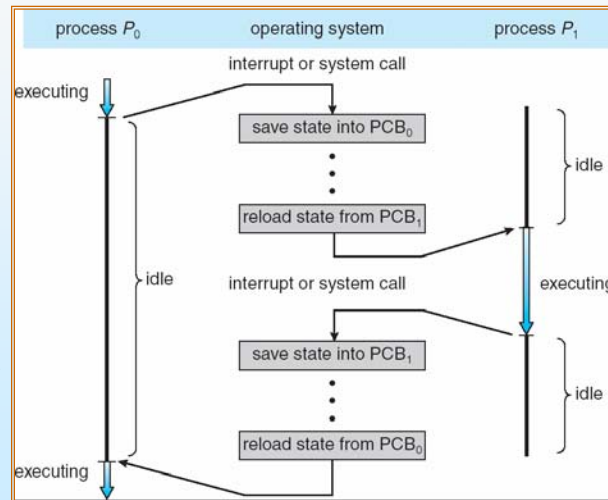 process P₀ operating system process P₁
interrupt or system call
executing
save state into PCB₀
idle
reload state from PCB₁
idle
interrupt or system call
executing
save state into PCB₁
idle
reload state from PCB₀
executing